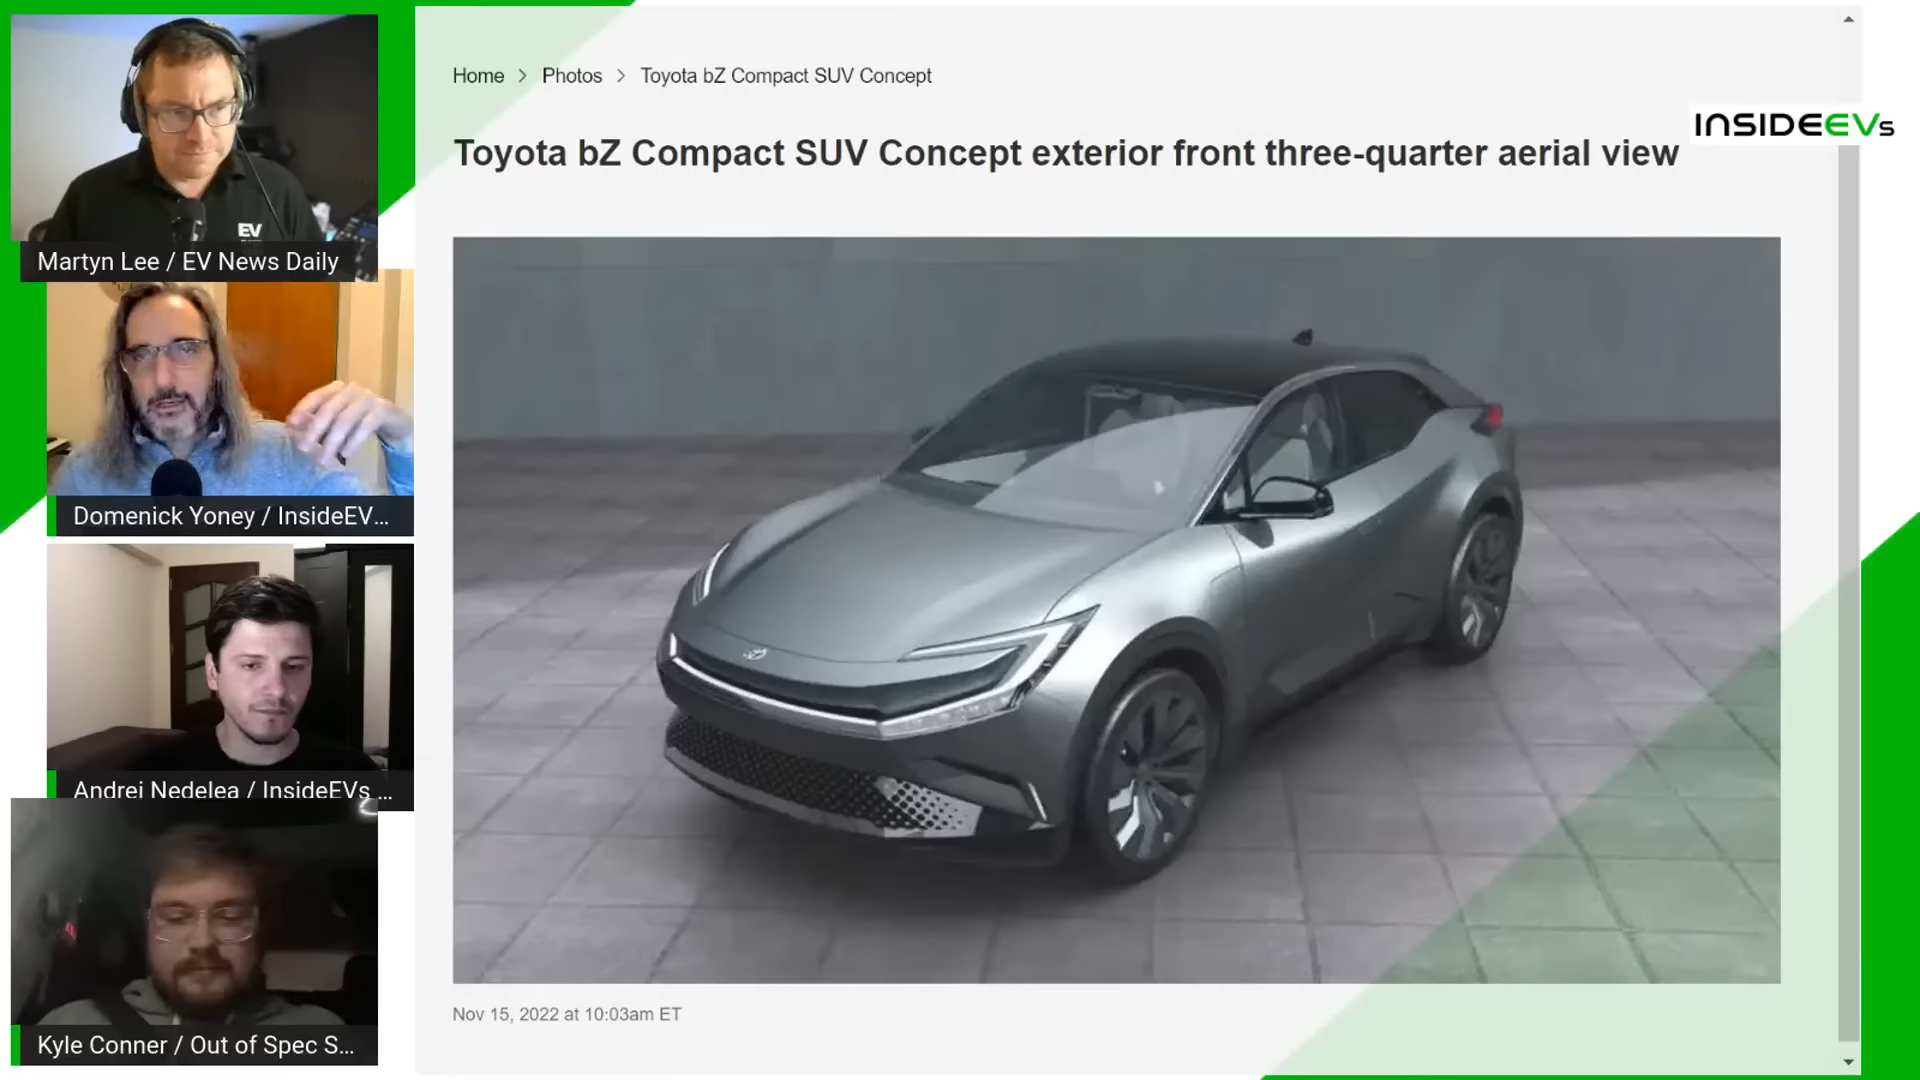 Home > Photos > Toyota bZ Compact SUV Concept
Toyota bZ Compact SUV Concept exterior front three-quarter aerial view
INSIDEEVs
EV
Martyn Lee / EV News Daily
Domenick Yoney / InsideEV...
Andrei Nedelea / InsideEVs ...
Kyle Conner / Out of Spec S...
Nov 15, 2022 at 10:03am ET